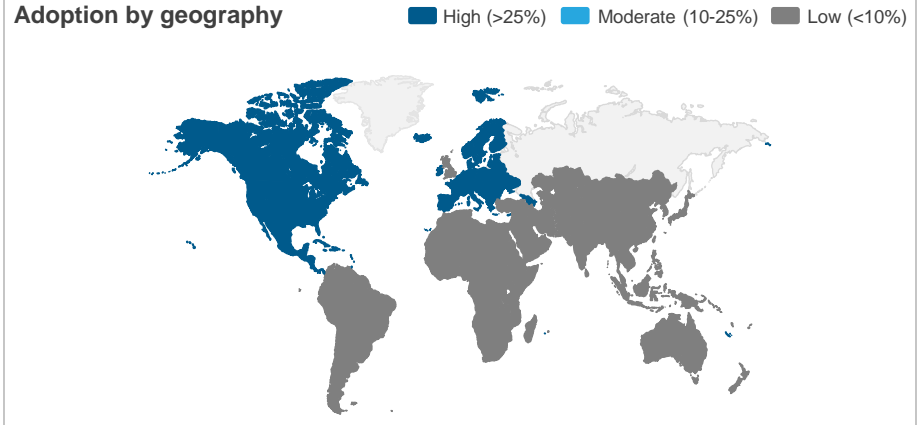 Adoption by geography
High (>25%)
Moderate (10-25%)
Low (<10%)